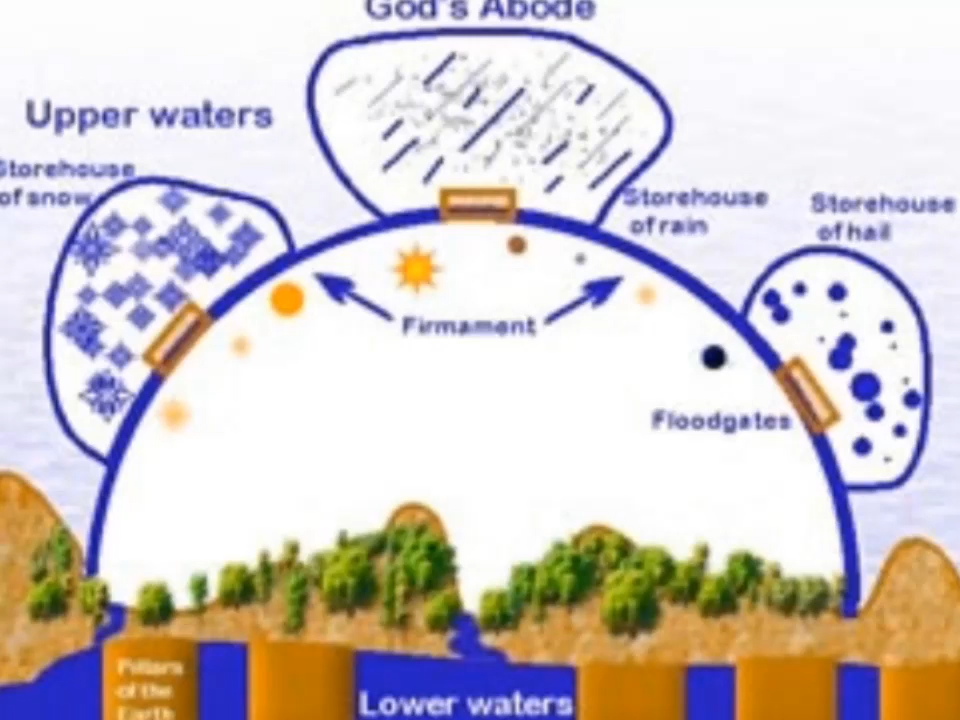 God's Abode
Upper waters
Storehouse
of snow
Storehouse
of rain
Storehouse
of hail
Firmament
Floodgates
Pillars
of the
Earth
Lower waters